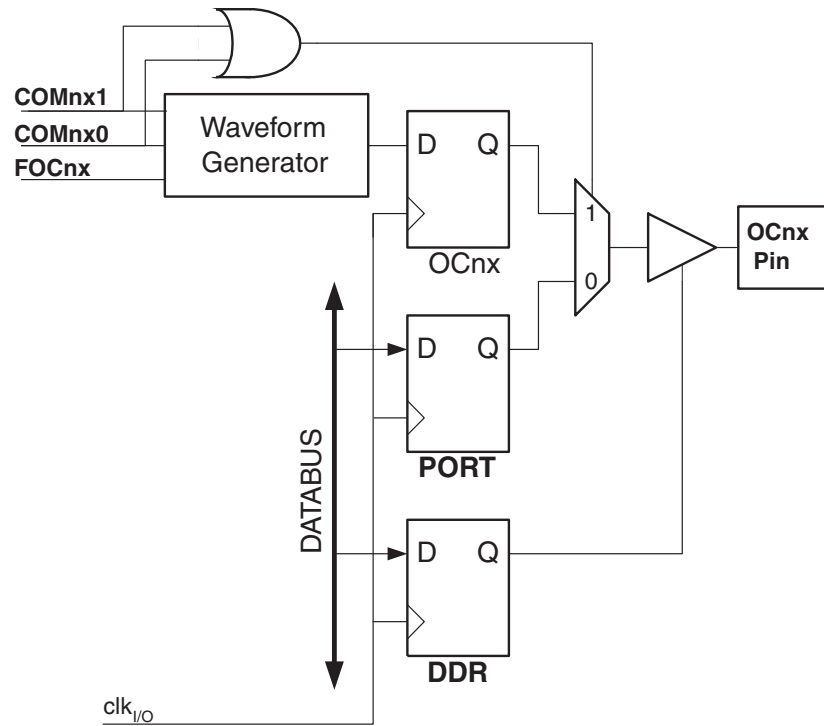 COMnx1
COMnx0
FOCnx
Waveform
Generator
D Q
OCnx
1
0
OCnx
Pin
D Q
PORT
DATABUS
D Q
DDR
clkI/O